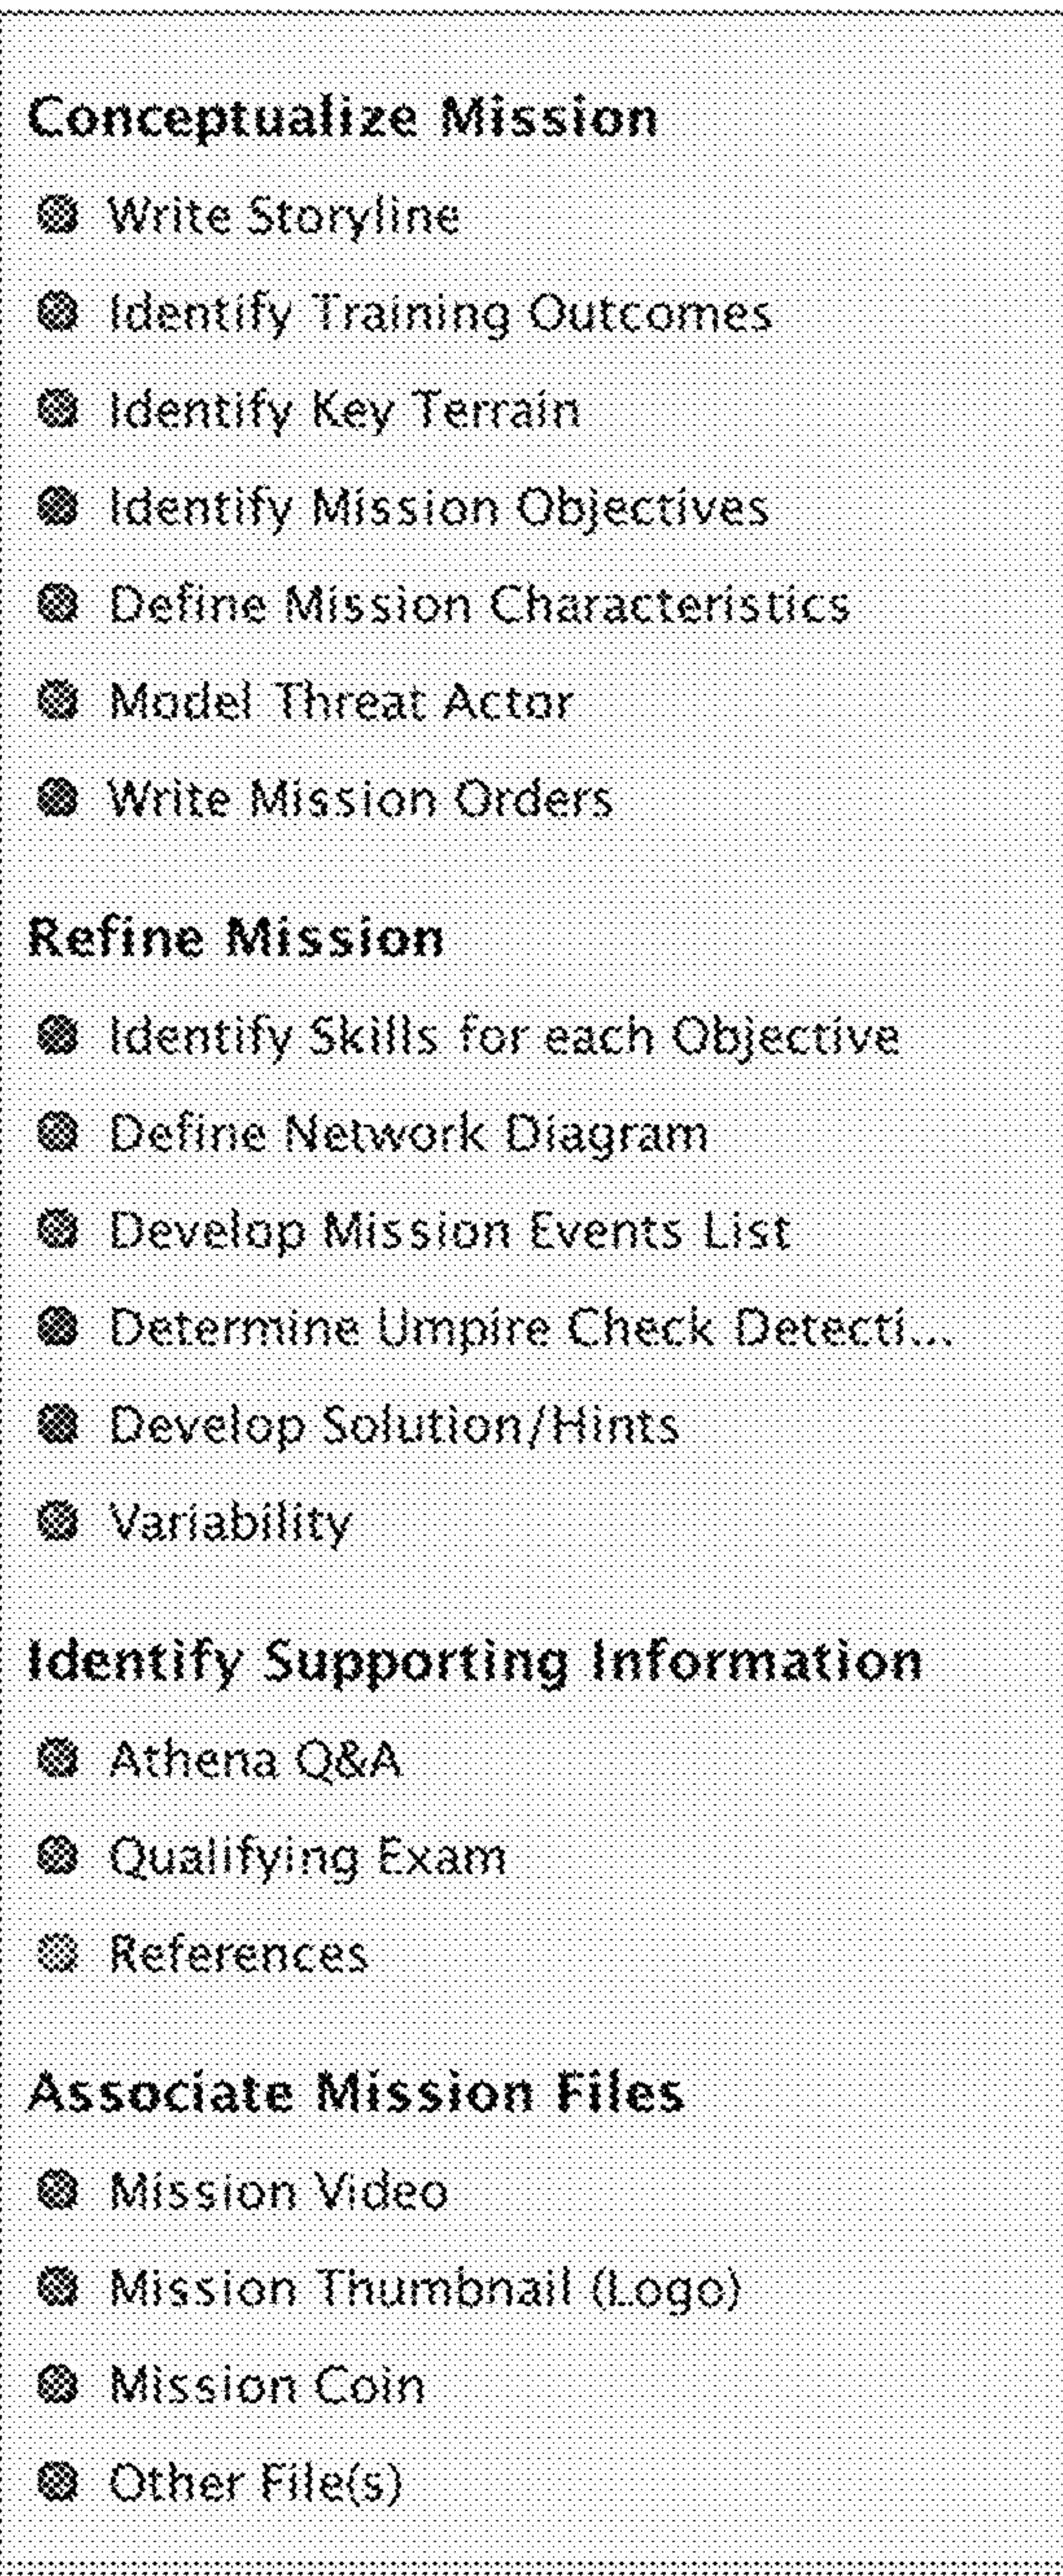 Conceptualize Mission
Write Storyline
Identify Training Outcomes
Identify Key Terrain
Identify Mission Objectives
Define Mission Characteristics
Model Threat Actor
Write Mission Orders
Refine Mission
Identify Skills for each Objective
Define Network Diagram
Develop Mission Events List
Determine Umpire Check Detecti...
Develop Solution/Hints
Variability
Identify Supporting Information
Athena Q&A
Qualifying Exam
References
Associate Mission Files
Mission Video
Mission Thumbnail (Logo)
Mission Coin
Other File(s)